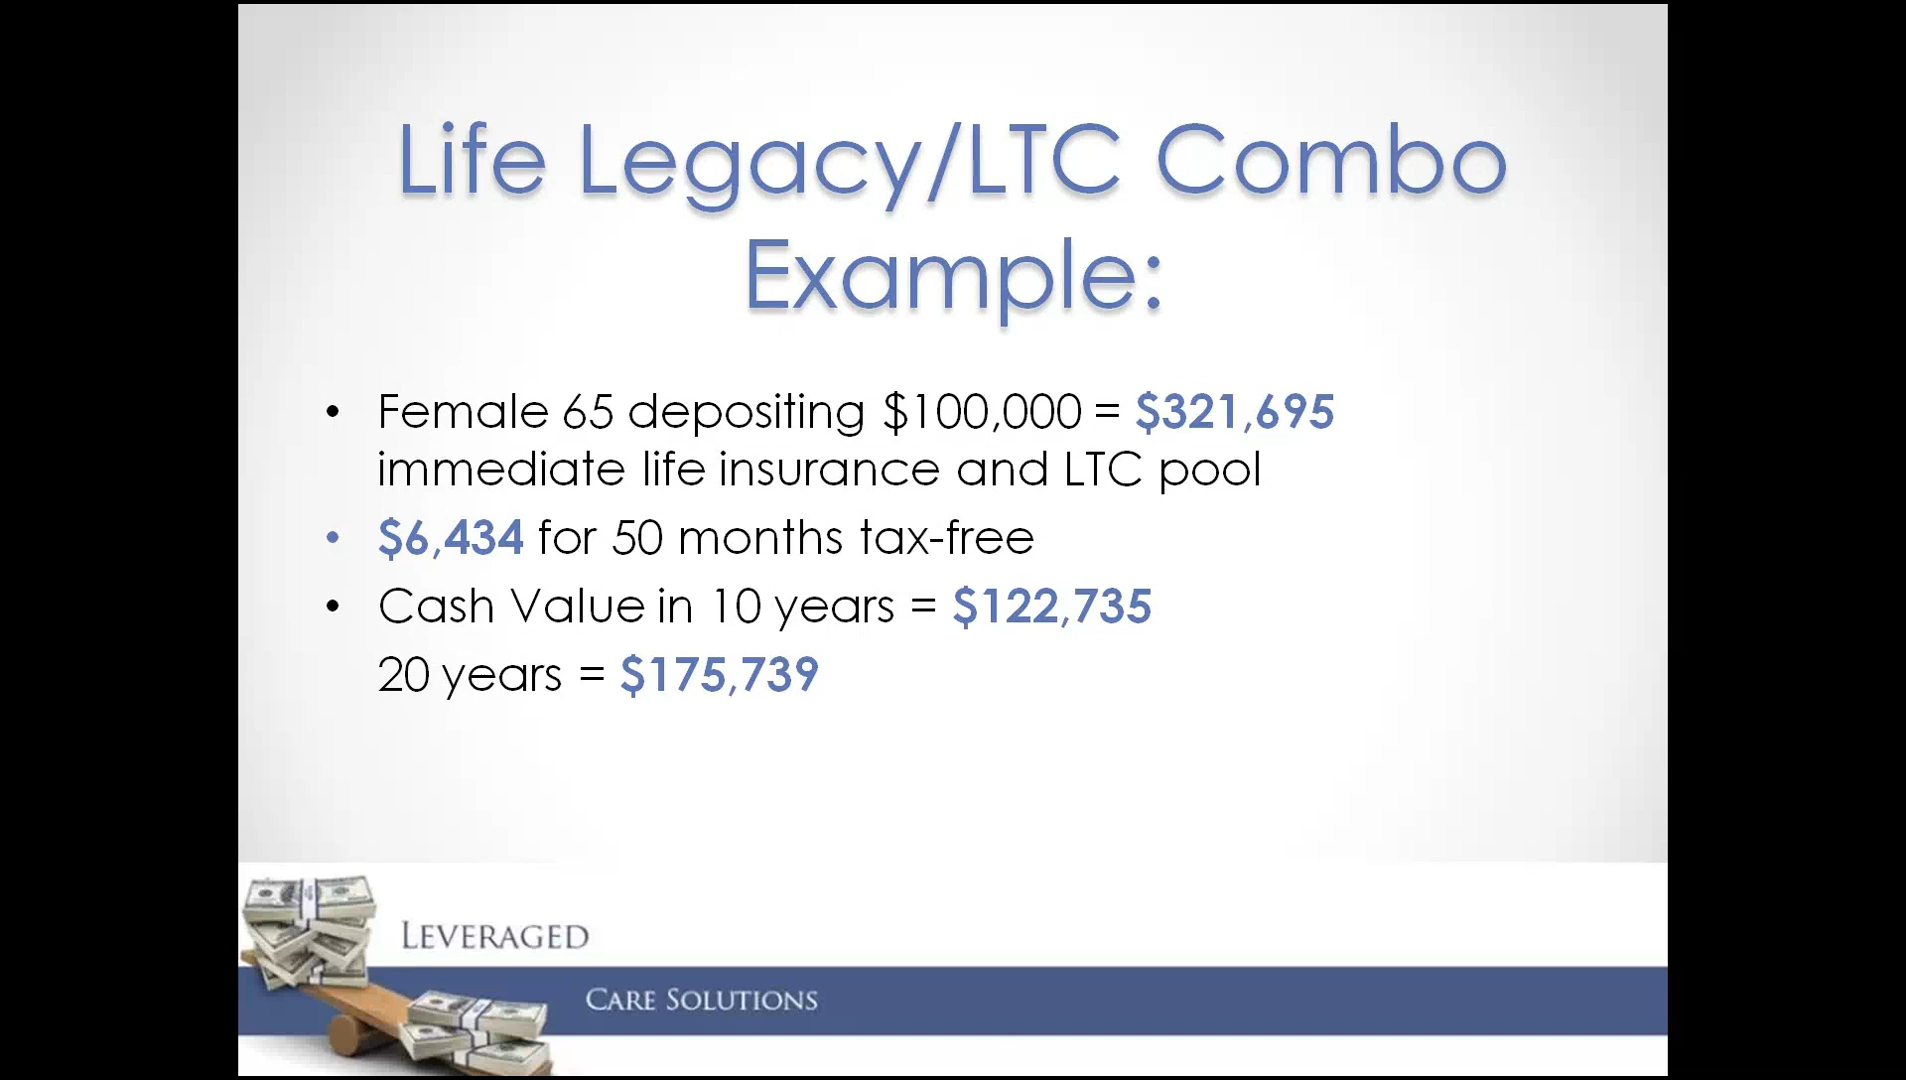 Life Legacy/LTC Combo
Example:
• Female 65 depositing $100,000 = $321,695
immediate life insurance and LTC pool
• $6,434 for 50 months tax-free
• Cash Value in 10 years = $122,735
20 years = $175,739
LEVERAGED
CARE SOLUTIONS